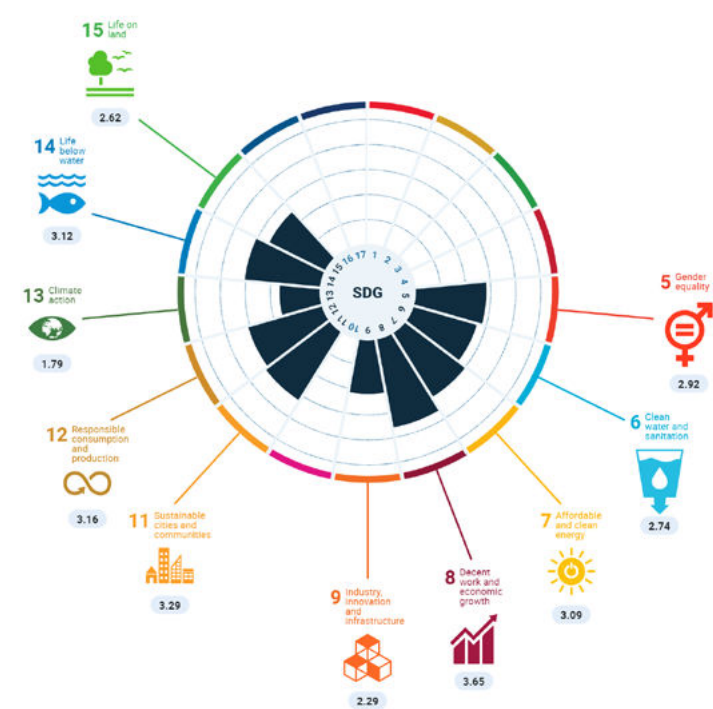 15 Life on
land
2.62
14 Life
below
water
3.12
13 Climate
action
1.79
12 Responsible
consumption
and
production
3.16
11 Sustainable
cities and
communities
3.29
9 Industry,
innovation
and
infrastructure
2.29
8 Decent
work and
economic
growth
3.65
7 Affordable
and clean
energy
3.09
6 Clean
water and
sanitation
2.74
5 Gender
equality
2.92
SDG
1
2
3
4
5
6
7
8
9
10
11
12
13
14
15
16
17